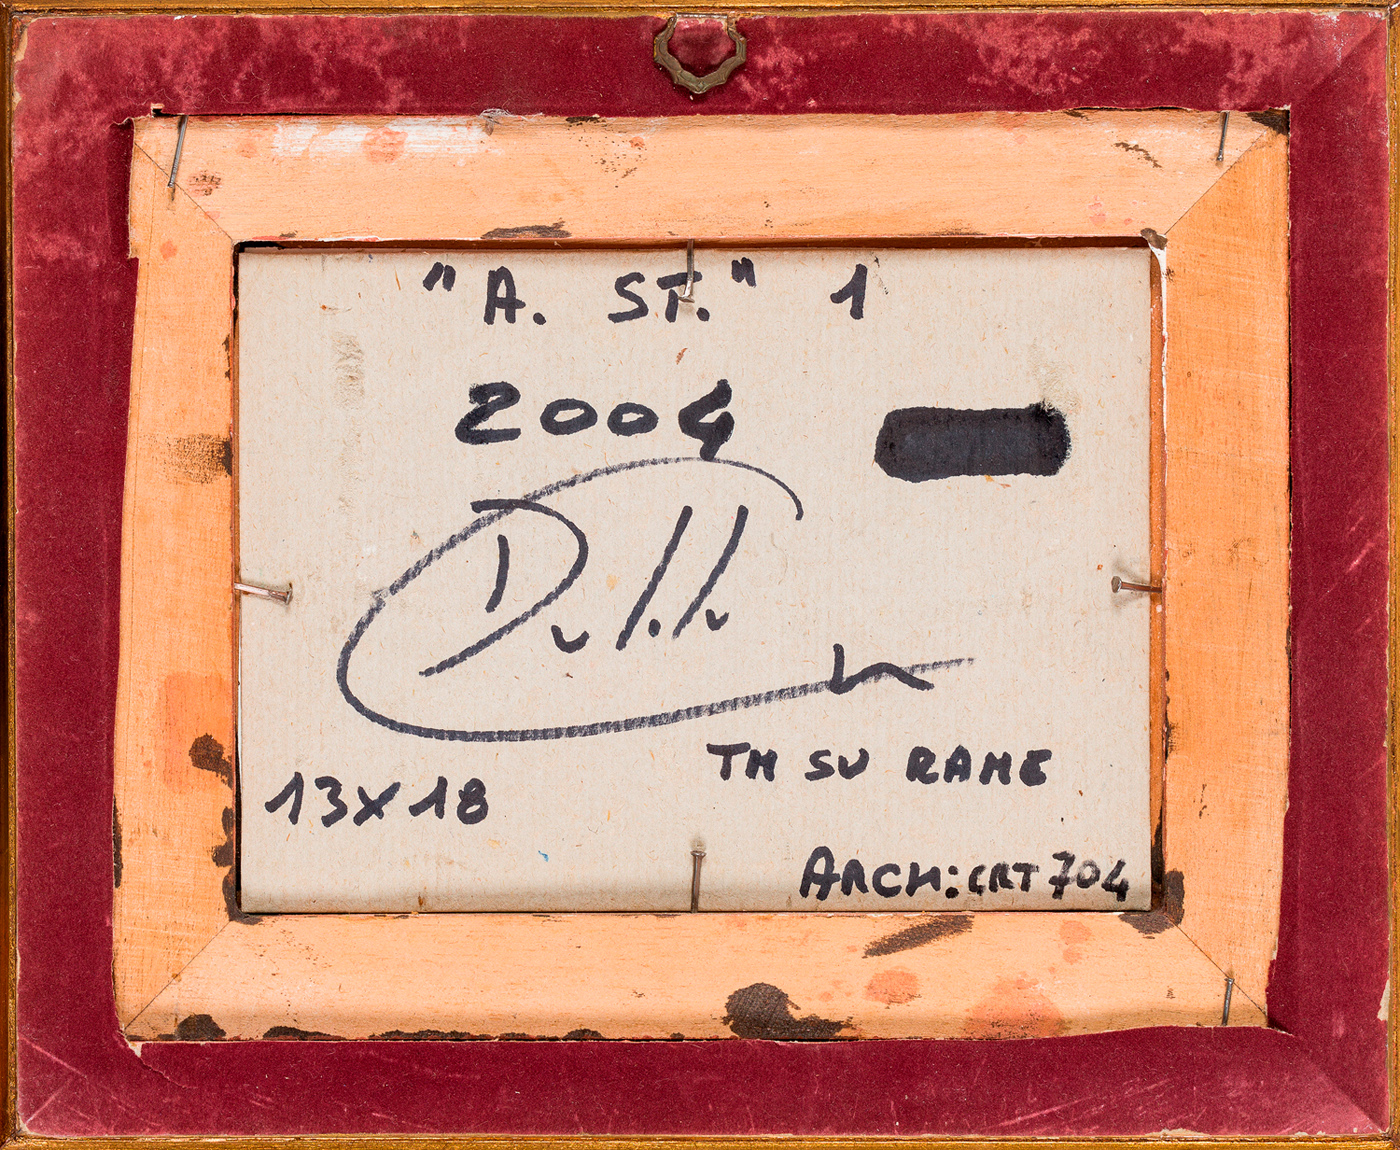 "A. ST." 1
2004
13x18
TM SU RAME
ARCH: CRT 704